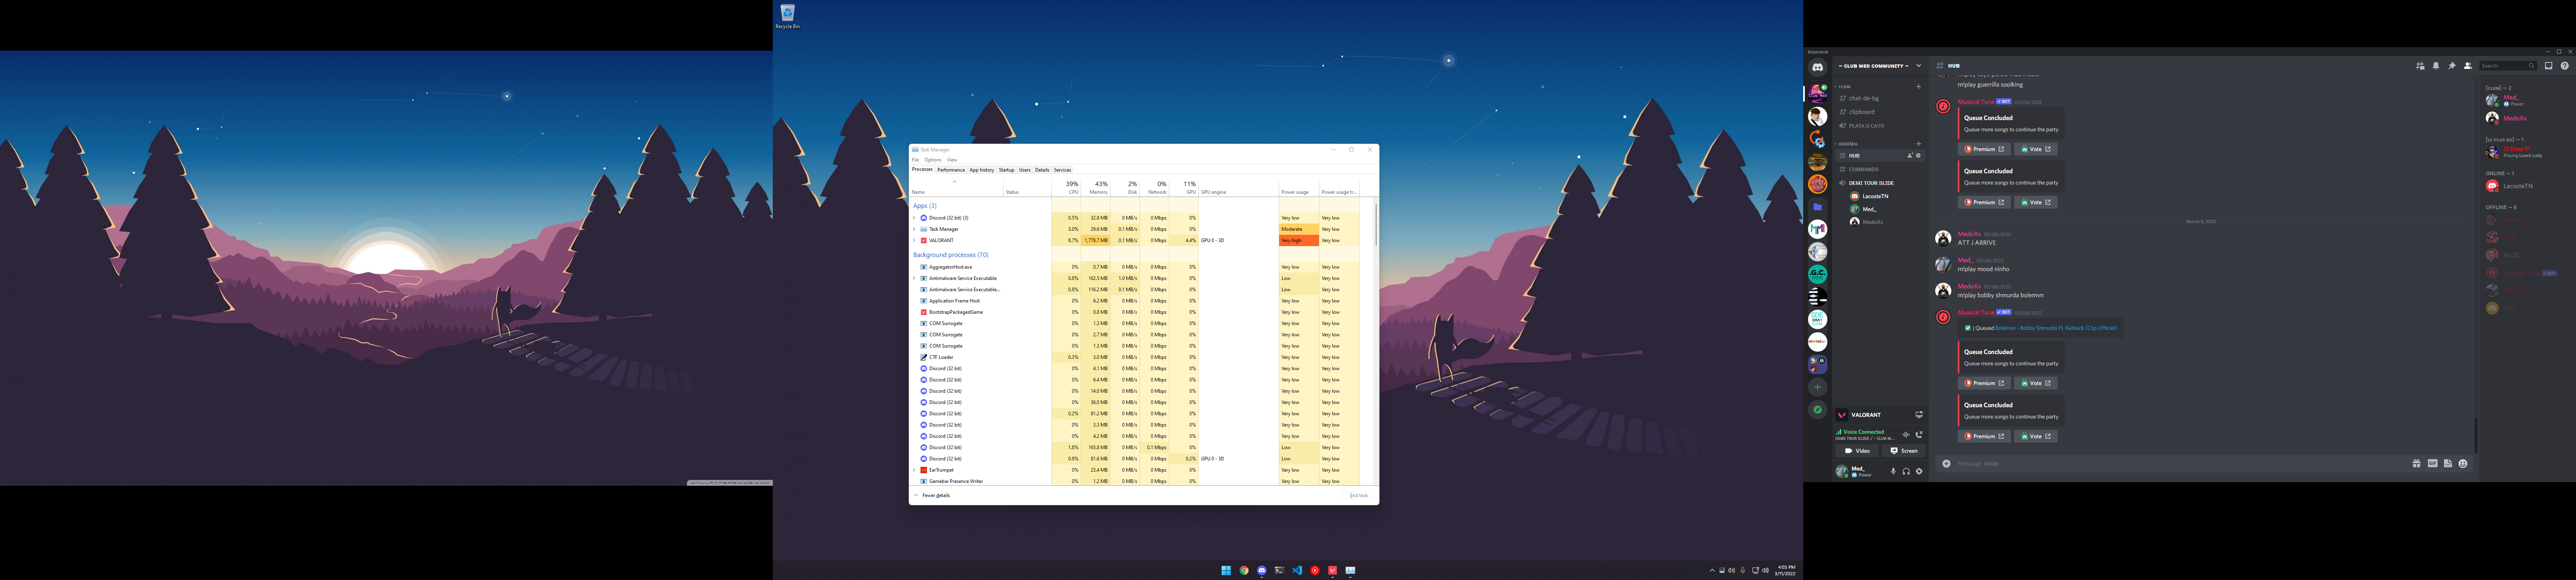 Recycle Bin
Task Manager
File Options View
Processes Performance App history Startup Users Details Services
39% 43% 2% 0% 11%
Name Status CPU Memory Disk Network GPU GPU engine Power usage Power usage tr...
Apps (3)
Discord (32 bit) (3) 0.5% 32.8 MB 0 MB/s 0 Mbps 0% Very low Very low
Task Manager 3.0% 29.6 MB 0.1 MB/s 0 Mbps 0% Moderate Very low
VALORANT 8.7% 1,778.7 MB 0.1 MB/s 0 Mbps 4.4% GPU 0 - 3D Very high Very low
Background processes (70)
AggregatorHost.exe 0% 0.7 MB 0 MB/s 0 Mbps 0% Very low Very low
Antimalware Service Executable 0.8% 162.5 MB 1.0 MB/s 0 Mbps 0% Low Very low
Antimalware Service Executable... 0.8% 116.2 MB 0.1 MB/s 0 Mbps 0% Low Very low
Application Frame Host 0% 6.2 MB 0 MB/s 0 Mbps 0% Very low Very low
BootstrapPackagedGame 0% 0.8 MB 0 MB/s 0 Mbps 0% Very low Very low
COM Surrogate 0% 1.3 MB 0 MB/s 0 Mbps 0% Very low Very low
COM Surrogate 0% 2.7 MB 0 MB/s 0 Mbps 0% Very low Very low
COM Surrogate 0% 1.3 MB 0 MB/s 0 Mbps 0% Very low Very low
CTF Loader 0.3% 3.0 MB 0 MB/s 0 Mbps 0% Very low Very low
Discord (32 bit) 0% 4.1 MB 0 MB/s 0 Mbps 0% Very low Very low
Discord (32 bit) 0% 6.4 MB 0 MB/s 0 Mbps 0% Very low Very low
Discord (32 bit) 0% 14.0 MB 0 MB/s 0 Mbps 0% Very low Very low
Discord (32 bit) 0% 36.0 MB 0 MB/s 0 Mbps 0% Very low Very low
Discord (32 bit) 0.2% 81.2 MB 0 MB/s 0 Mbps 0% Very low Very low
Discord (32 bit) 0% 3.3 MB 0 MB/s 0 Mbps 0% Very low Very low
Discord (32 bit) 0% 4.2 MB 0 MB/s 0 Mbps 0% Very low Very low
Discord (32 bit) 1.8% 165.8 MB 0 MB/s 0.1 Mbps 0% Low Very low
Discord (32 bit) 0.9% 81.6 MB 0 MB/s 0 Mbps 0.2% GPU 0 - 3D Low Very low
EarTrumpet 0% 23.4 MB 0 MB/s 0 Mbps 0% Very low Very low
Gamebar Presence Writer 0% 1.2 MB 0 MB/s 0 Mbps 0% Very low Very low
Fewer details End task
4:05 PM
3/11/2022
Discord
~ CLUB MED COMMUNITY ~
CLUM
chat-de-bg
clipboard
PLATA O CAYO
GENERAL
HUB
COMMANDS
DEMI TOUR SLIDE
LacosteTN
Med_
MedoXx
VALORANT
Voice Connected
DEMI TOUR SLIDE / ~ CLUB M...
Video Screen
Med_
Power
HUB
Search
m!play guerrilla soolking
Musical Tune BOT 03/06/2022
Queue Concluded
Queue more songs to continue the party
Premium Vote
Queue Concluded
Queue more songs to continue the party
Premium Vote
March 8, 2022
MedoXx 03/08/2022
ATT J ARRIVE
Med_ 03/08/2022
m!play mood ninho
MedoXx 03/08/2022
m!play bobby shmurda bolemvn
Musical Tune BOT 03/08/2022
| Queued Bolémvn - Bobby Shmurda Ft. Keblack (Clip Officiel)
Queue Concluded
Queue more songs to continue the party
Premium Vote
Queue Concluded
Queue more songs to continue the party
Premium Vote
Message #HUB
GIF
[CLEM] — 2
Med_
Power
MedoXx
Playing Lunch Lady
ONLINE — 1
LacosteTN
OFFLINE — 6